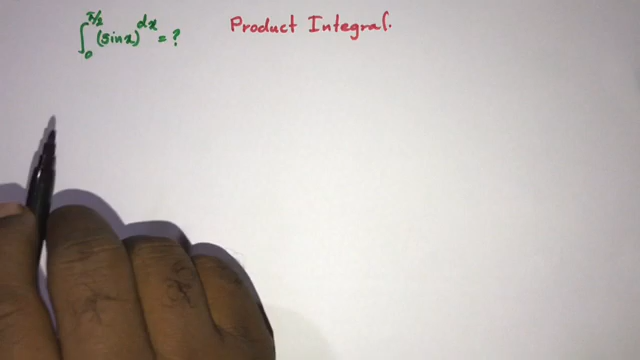 ∫₀^{π/2} (sin x)^{dx} = ?
Product Integral.